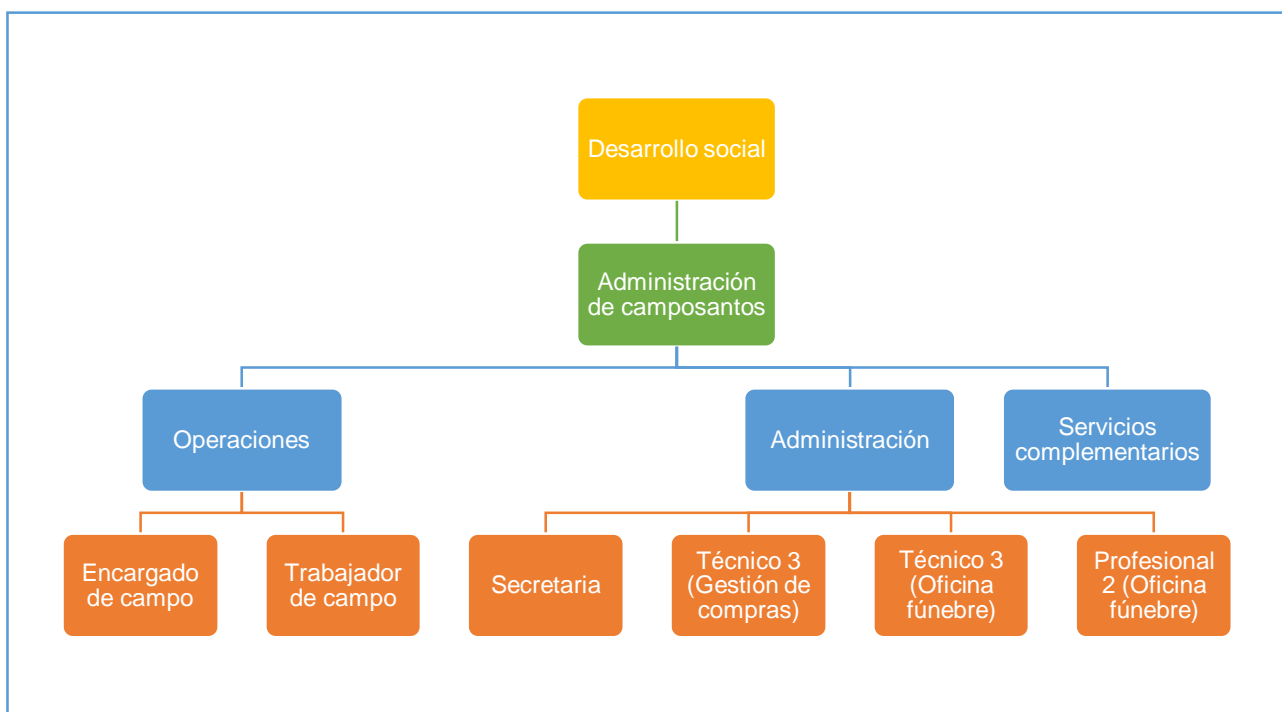 Desarrollo social
Administración
de camposantos
Operaciones
Administración
Servicios
complementarios
Encargado
de campo
Trabajador
de campo
Secretaria
Técnico 3
(Gestión de
compras)
Técnico 3
(Oficina
fúnebre)
Profesional
2 (Oficina
fúnebre)